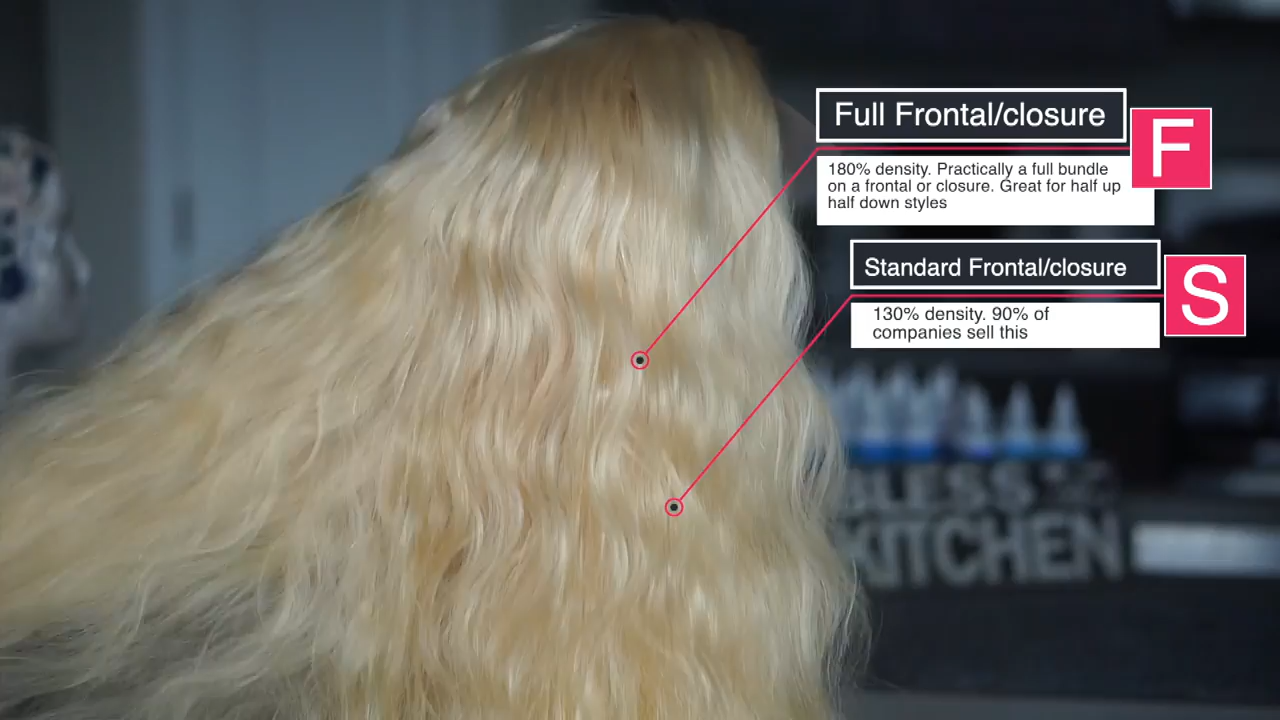 Full Frontal/closure
F
180% density. Practically a full bundle
on a frontal or closure. Great for half up
half down styles
Standard Frontal/closure
S
130% density. 90% of
companies sell this
BLESS
KITCHEN